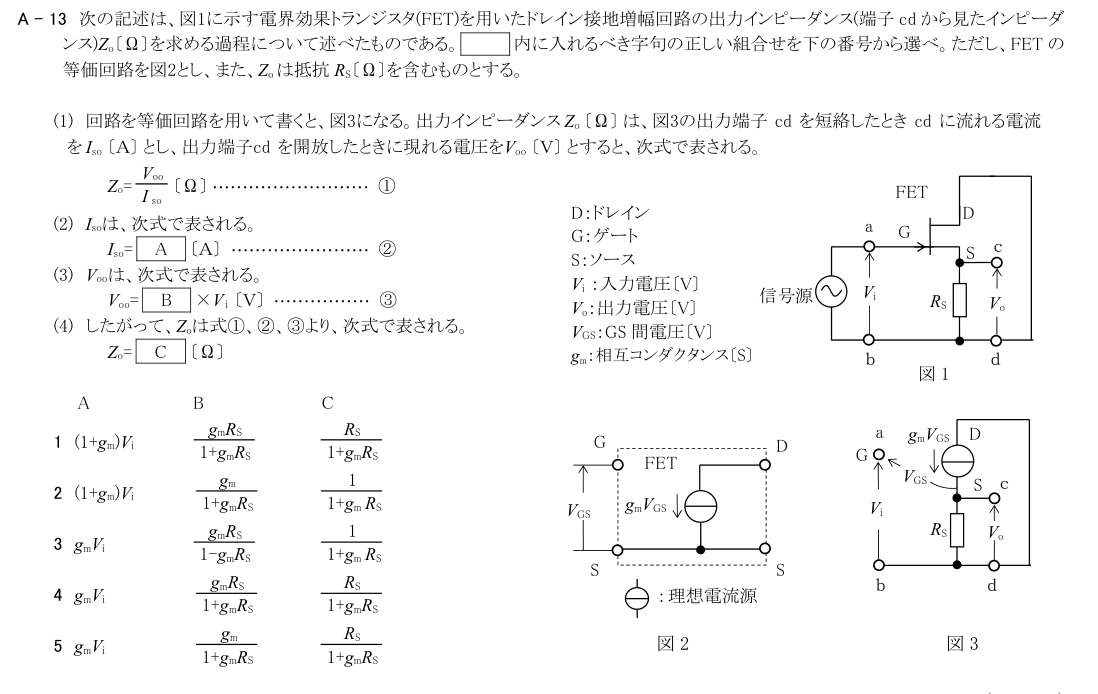 A－13 次の記述は、図1に示す電界効果トランジスタ(FET)を用いたドレイン接地増幅回路の出力インピーダンス(端子 cd から見たインピーダ
ンス)Zo〔Ω〕を求める過程について述べたものである。　　　内に入れるべき字句の正しい組合せを下の番号から選べ。ただし、FET の
等価回路を図2とし、また、Zo は抵抗 RS〔Ω〕を含むものとする。
(1) 回路を等価回路を用いて書くと、図3になる。出力インピーダンス Zo〔Ω〕は、図3の出力端子 cd を短絡したとき cd に流れる電流
を Iso〔A〕とし、出力端子cd を開放したときに現れる電圧をVoo〔V〕とすると、次式で表される。
Zo=Voo/Iso〔Ω〕………………………… ①
(2) Isoは、次式で表される。
Iso= A 〔A〕 ……………………… ②
(3) Vooは、次式で表される。
Voo= B ×Vi〔V〕 ……………… ③
(4) したがって、Zoは式①、②、③より、次式で表される。
Zo= C 〔Ω〕
D:ドレイン
G:ゲート
S:ソース
Vi :入力電圧〔V〕
Vo:出力電圧〔V〕
VGS:GS 間電圧〔V〕
gm:相互コンダクタンス〔S〕
FET
D
a
G
S
c
信号源
Vi
RS
Vo
b
d
図 1
A B C
1 (1+gm)Vi gmRS/1+gmRS RS/1+gmRS
2 (1+gm)Vi gm/1+gmRS 1/1+gm RS
3 gmVi gmRS/1-gmRS 1/1+gm RS
4 gmVi gmRS/1+gmRS RS/1+gmRS
5 gmVi gm/1+gmRS RS/1+gmRS
G
D
FET
VGS
gmVGS
S
S
:理想電流源
図 2
a
gmVGS
D
G
VGS
S
c
Vi
RS
Vo
b
d
図 3